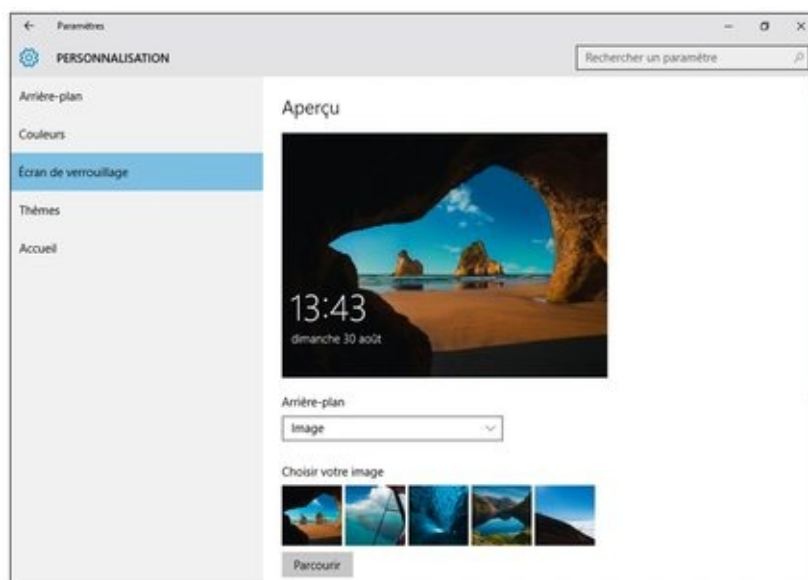 Paramètres
PERSONNALISATION
Rechercher un paramètre
Arrière-plan
Couleurs
Écran de verrouillage
Thèmes
Accueil
Aperçu
13:43
dimanche 30 août
Arrière-plan
Image
Choisir votre image
Parcourir